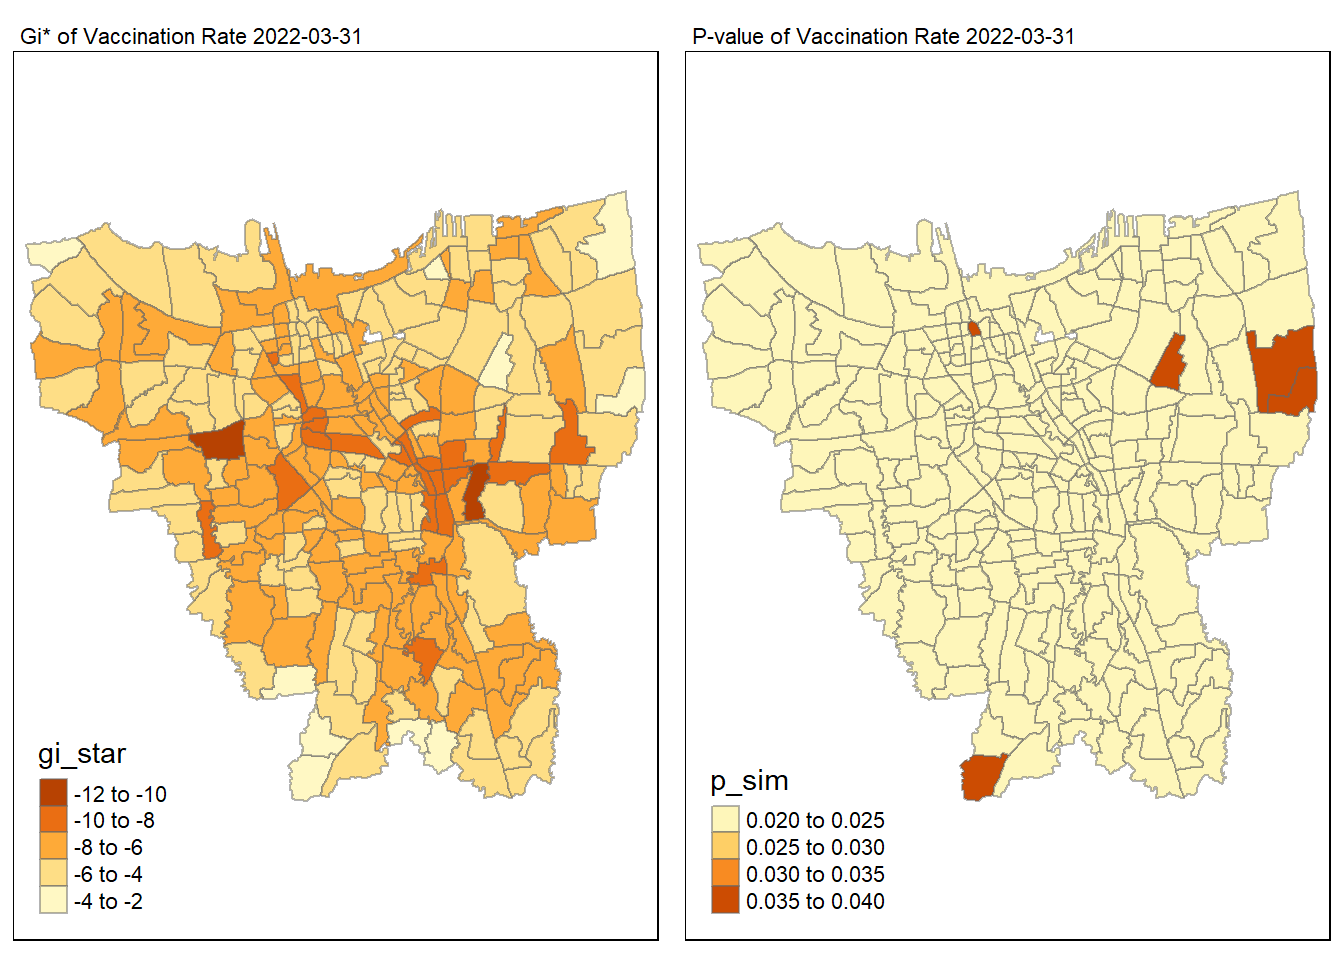 Gi* of Vaccination Rate 2022-03-31
gi_star
-12 to -10
-10 to -8
-8 to -6
-6 to -4
-4 to -2
P-value of Vaccination Rate 2022-03-31
p_sim
0.020 to 0.025
0.025 to 0.030
0.030 to 0.035
0.035 to 0.040